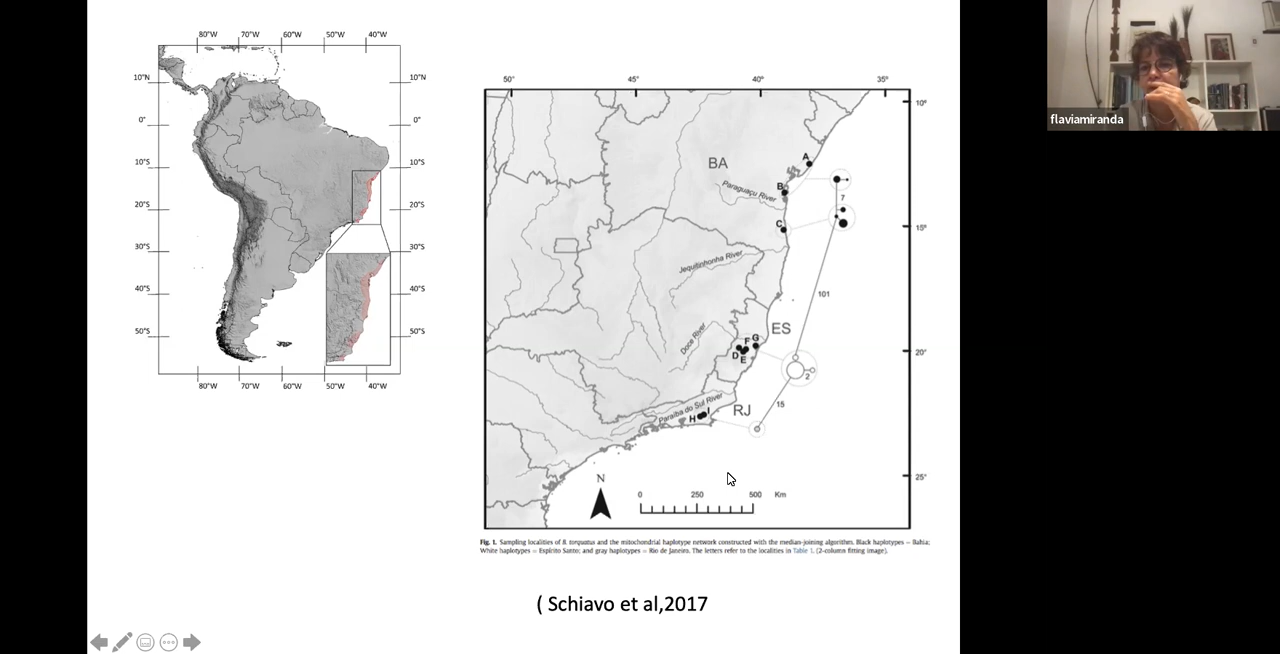 80°W 70°W 60°W 50°W 40°W
10°N 10°N
0° 0°
10°S 10°S
20°S 20°S
30°S 30°S
40°S 40°S
50°S 50°S
80°W 70°W 60°W 50°W 40°W
50° 45° 40° 35°
10°
A
BA
B
Paraguaçu River
7
C
15°
Jequitinhonha River
101
ES
Doce River
F G
D E
20°
2
Paraíba do Sul River
15
RJ
H I
25°
N
0 250 500 Km
Fig. 1. Sampling localities of B. torquatus and the mitochondrial haplotype network constructed with the median-joining algorithm. Black haplotypes = Bahia;
White haplotypes = Espírito Santo; and gray haplotypes = Rio de Janeiro. The letters refer to the localities in Table 1. (2-column fitting image).
( Schiavo et al,2017
flaviamiranda